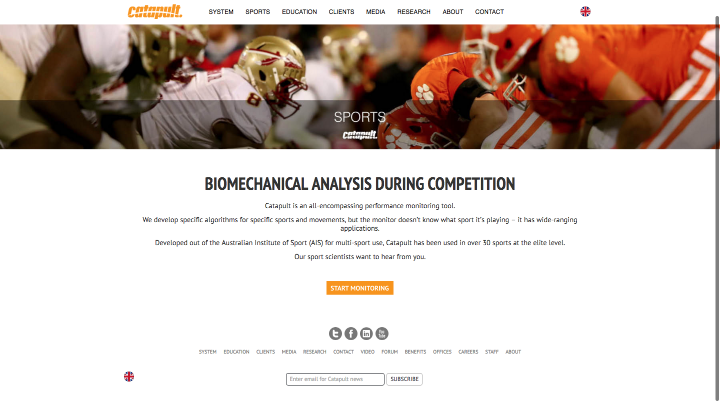 Catapult.
SYSTEM SPORTS EDUCATION CLIENTS MEDIA RESEARCH ABOUT CONTACT
8
SPORTS
Catapult.
BIOMECHANICAL ANALYSIS DURING COMPETITION
Catapult is an all-encompassing performance monitoring tool.
We develop specific algorithms for specific sports and movements, but the monitor doesn't know what sport it's playing – it has wide-ranging
applications.
Developed out of the Australian Institute of Sport (AIS) for multi-sport use, Catapult has been used in over 30 sports at the elite level.
Our sport scientists want to hear from you.
START MONITORING
You Tube
SYSTEM EDUCATION CLIENTS MEDIA RESEARCH CONTACT VIDEO FORUM BENEFITS OFFICES CAREERS STAFF ABOUT
Enter email for Catapult news SUBSCRIBE